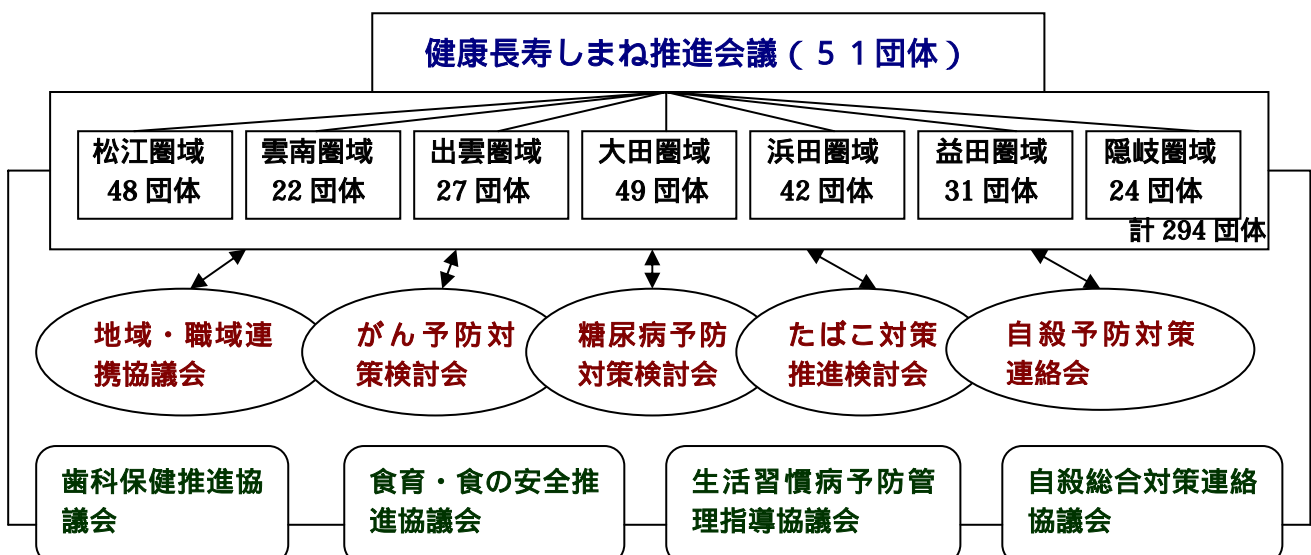 健康長寿しまね推進会議（５１団体）
松江圏域
48 団体
雲南圏域
22 団体
出雲圏域
27 団体
大田圏域
49 団体
浜田圏域
42 団体
益田圏域
31 団体
隠岐圏域
24 団体
計 294 団体
地域・職域連
携協議会
がん予防対
策検討会
糖尿病予防
対策検討会
たばこ対策
推進検討会
自殺予防対策
連絡会
歯科保健推進協
議会
食育・食の安全推
進協議会
生活習慣病予防管
理指導協議会
自殺総合対策連絡
協議会